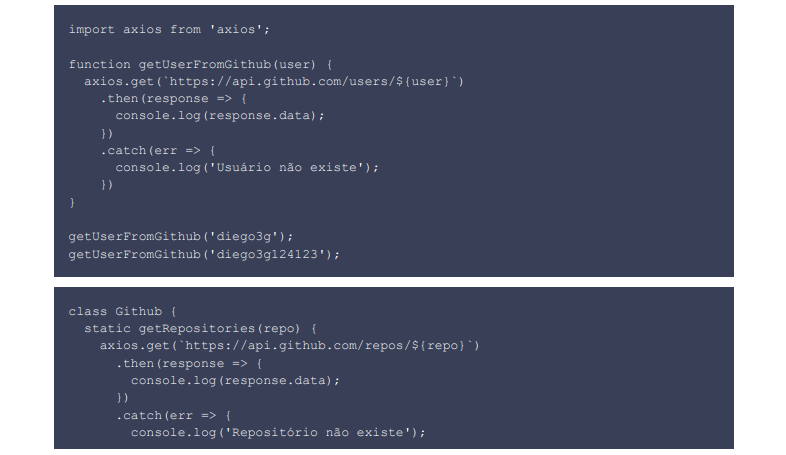 import axios from 'axios';
function getUserFromGithub(user) {
axios.get(`https://api.github.com/users/${user}`)
.then(response => {
console.log(response.data);
})
.catch(err => {
console.log('Usuário não existe');
})
}
getUserFromGithub('diego3g');
getUserFromGithub('diego3g124123');
class Github {
static getRepositories(repo) {
axios.get(`https://api.github.com/repos/${repo}`)
.then(response => {
console.log(response.data);
})
.catch(err => {
console.log('Repositório não existe');